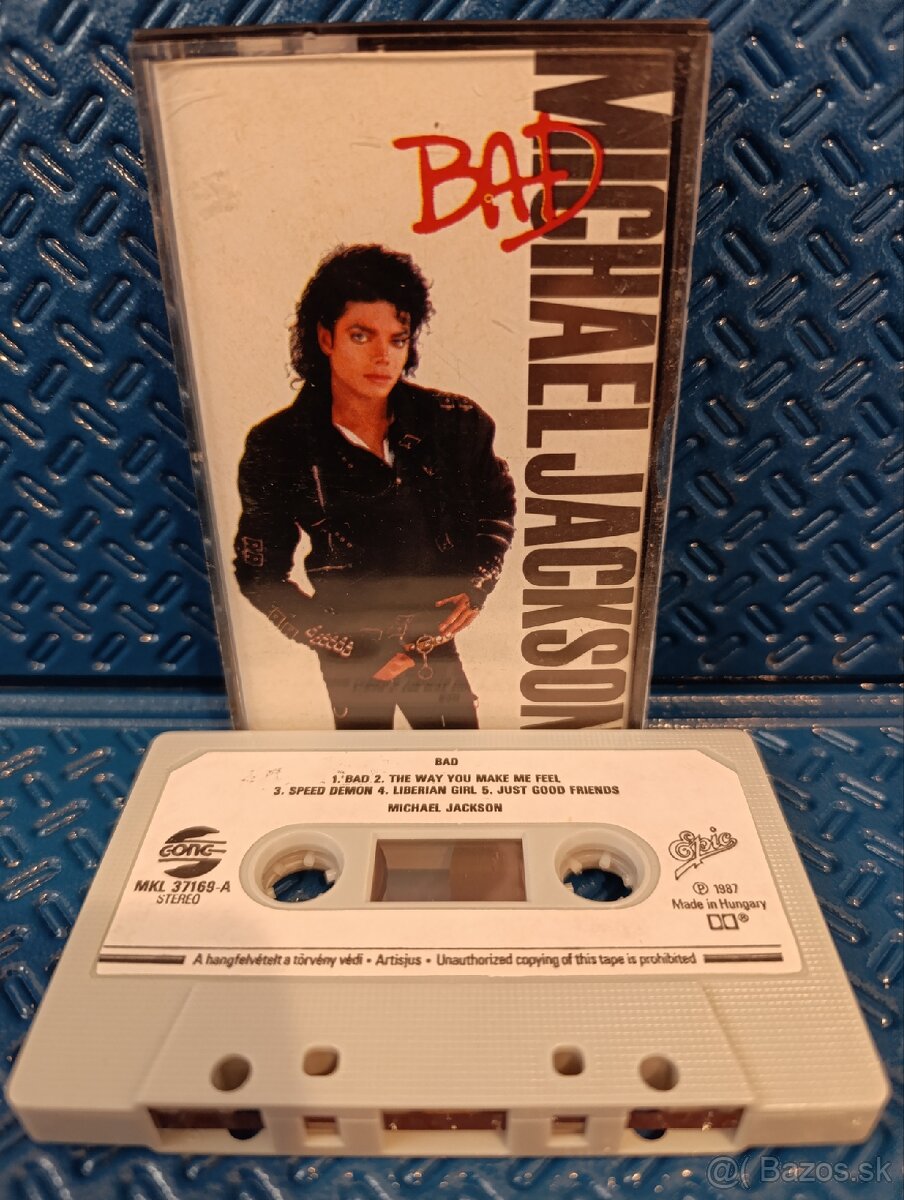 BAD
MICHAEL JACKSON
BAD
1. BAD 2. THE WAY YOU MAKE ME FEEL
3. SPEED DEMON 4. LIBERIAN GIRL 5. JUST GOOD FRIENDS
MICHAEL JACKSON
GONG
MKL 37169-A
STEREO
Epic
℗ 1987
Made in Hungary
A hangfelvételt a törvény védi • Artisjus • Unauthorized copying of this tape is prohibited
@( Bazos.sk